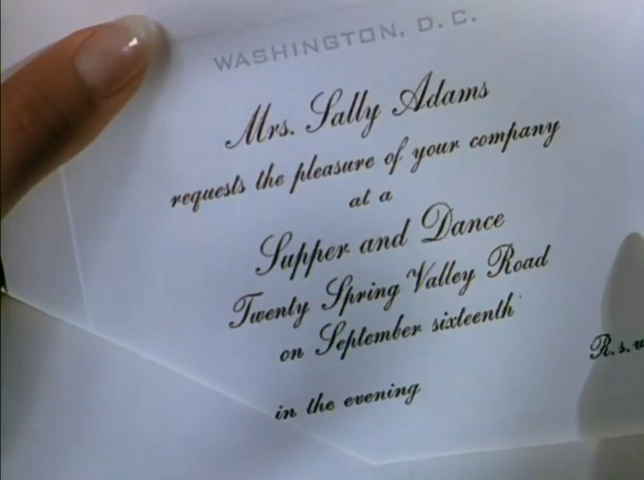 WASHINGTON, D.C.
Mrs. Sally Adams
requests the pleasure of your company
at a
Supper and Dance
Twenty Spring Valley Road
on September sixteenth
in the evening
R.s.v